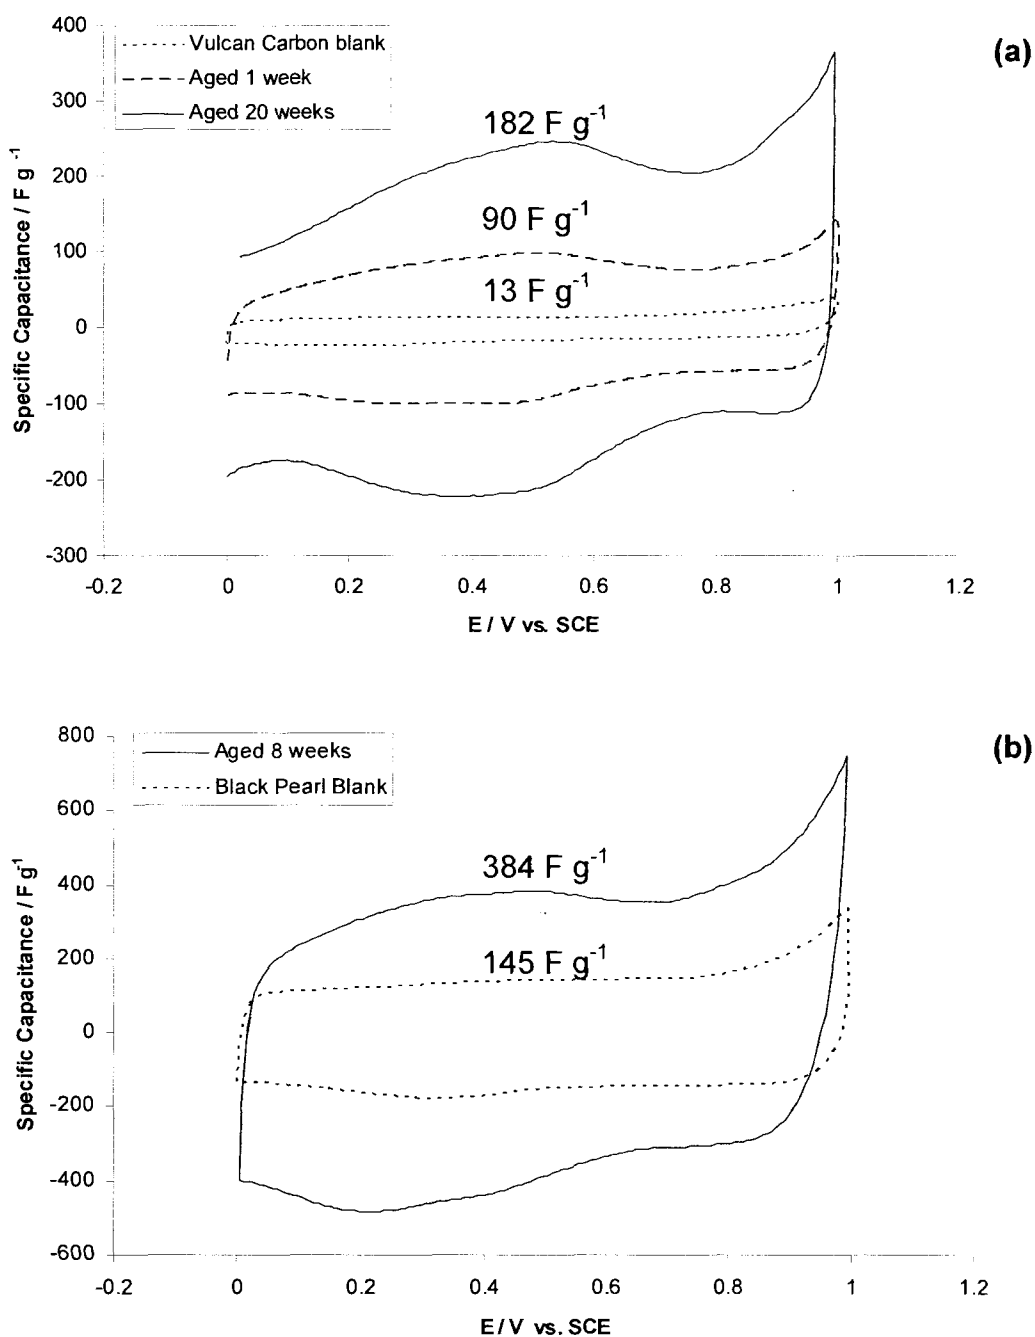 (a)
Vulcan Carbon blank
Aged 1 week
Aged 20 weeks
400
300
200
100
0
-100
-200
-300
Specific Capacitance / F g⁻¹
182 F g⁻¹
90 F g⁻¹
13 F g⁻¹
-0.2 0 0.2 0.4 0.6 0.8 1 1.2
E / V vs. SCE
(b)
Aged 8 weeks
Black Pearl Blank
800
600
400
200
0
-200
-400
-600
Specific Capacitance / F g⁻¹
384 F g⁻¹
145 F g⁻¹
-0.2 0 0.2 0.4 0.6 0.8 1 1.2
E / V vs. SCE